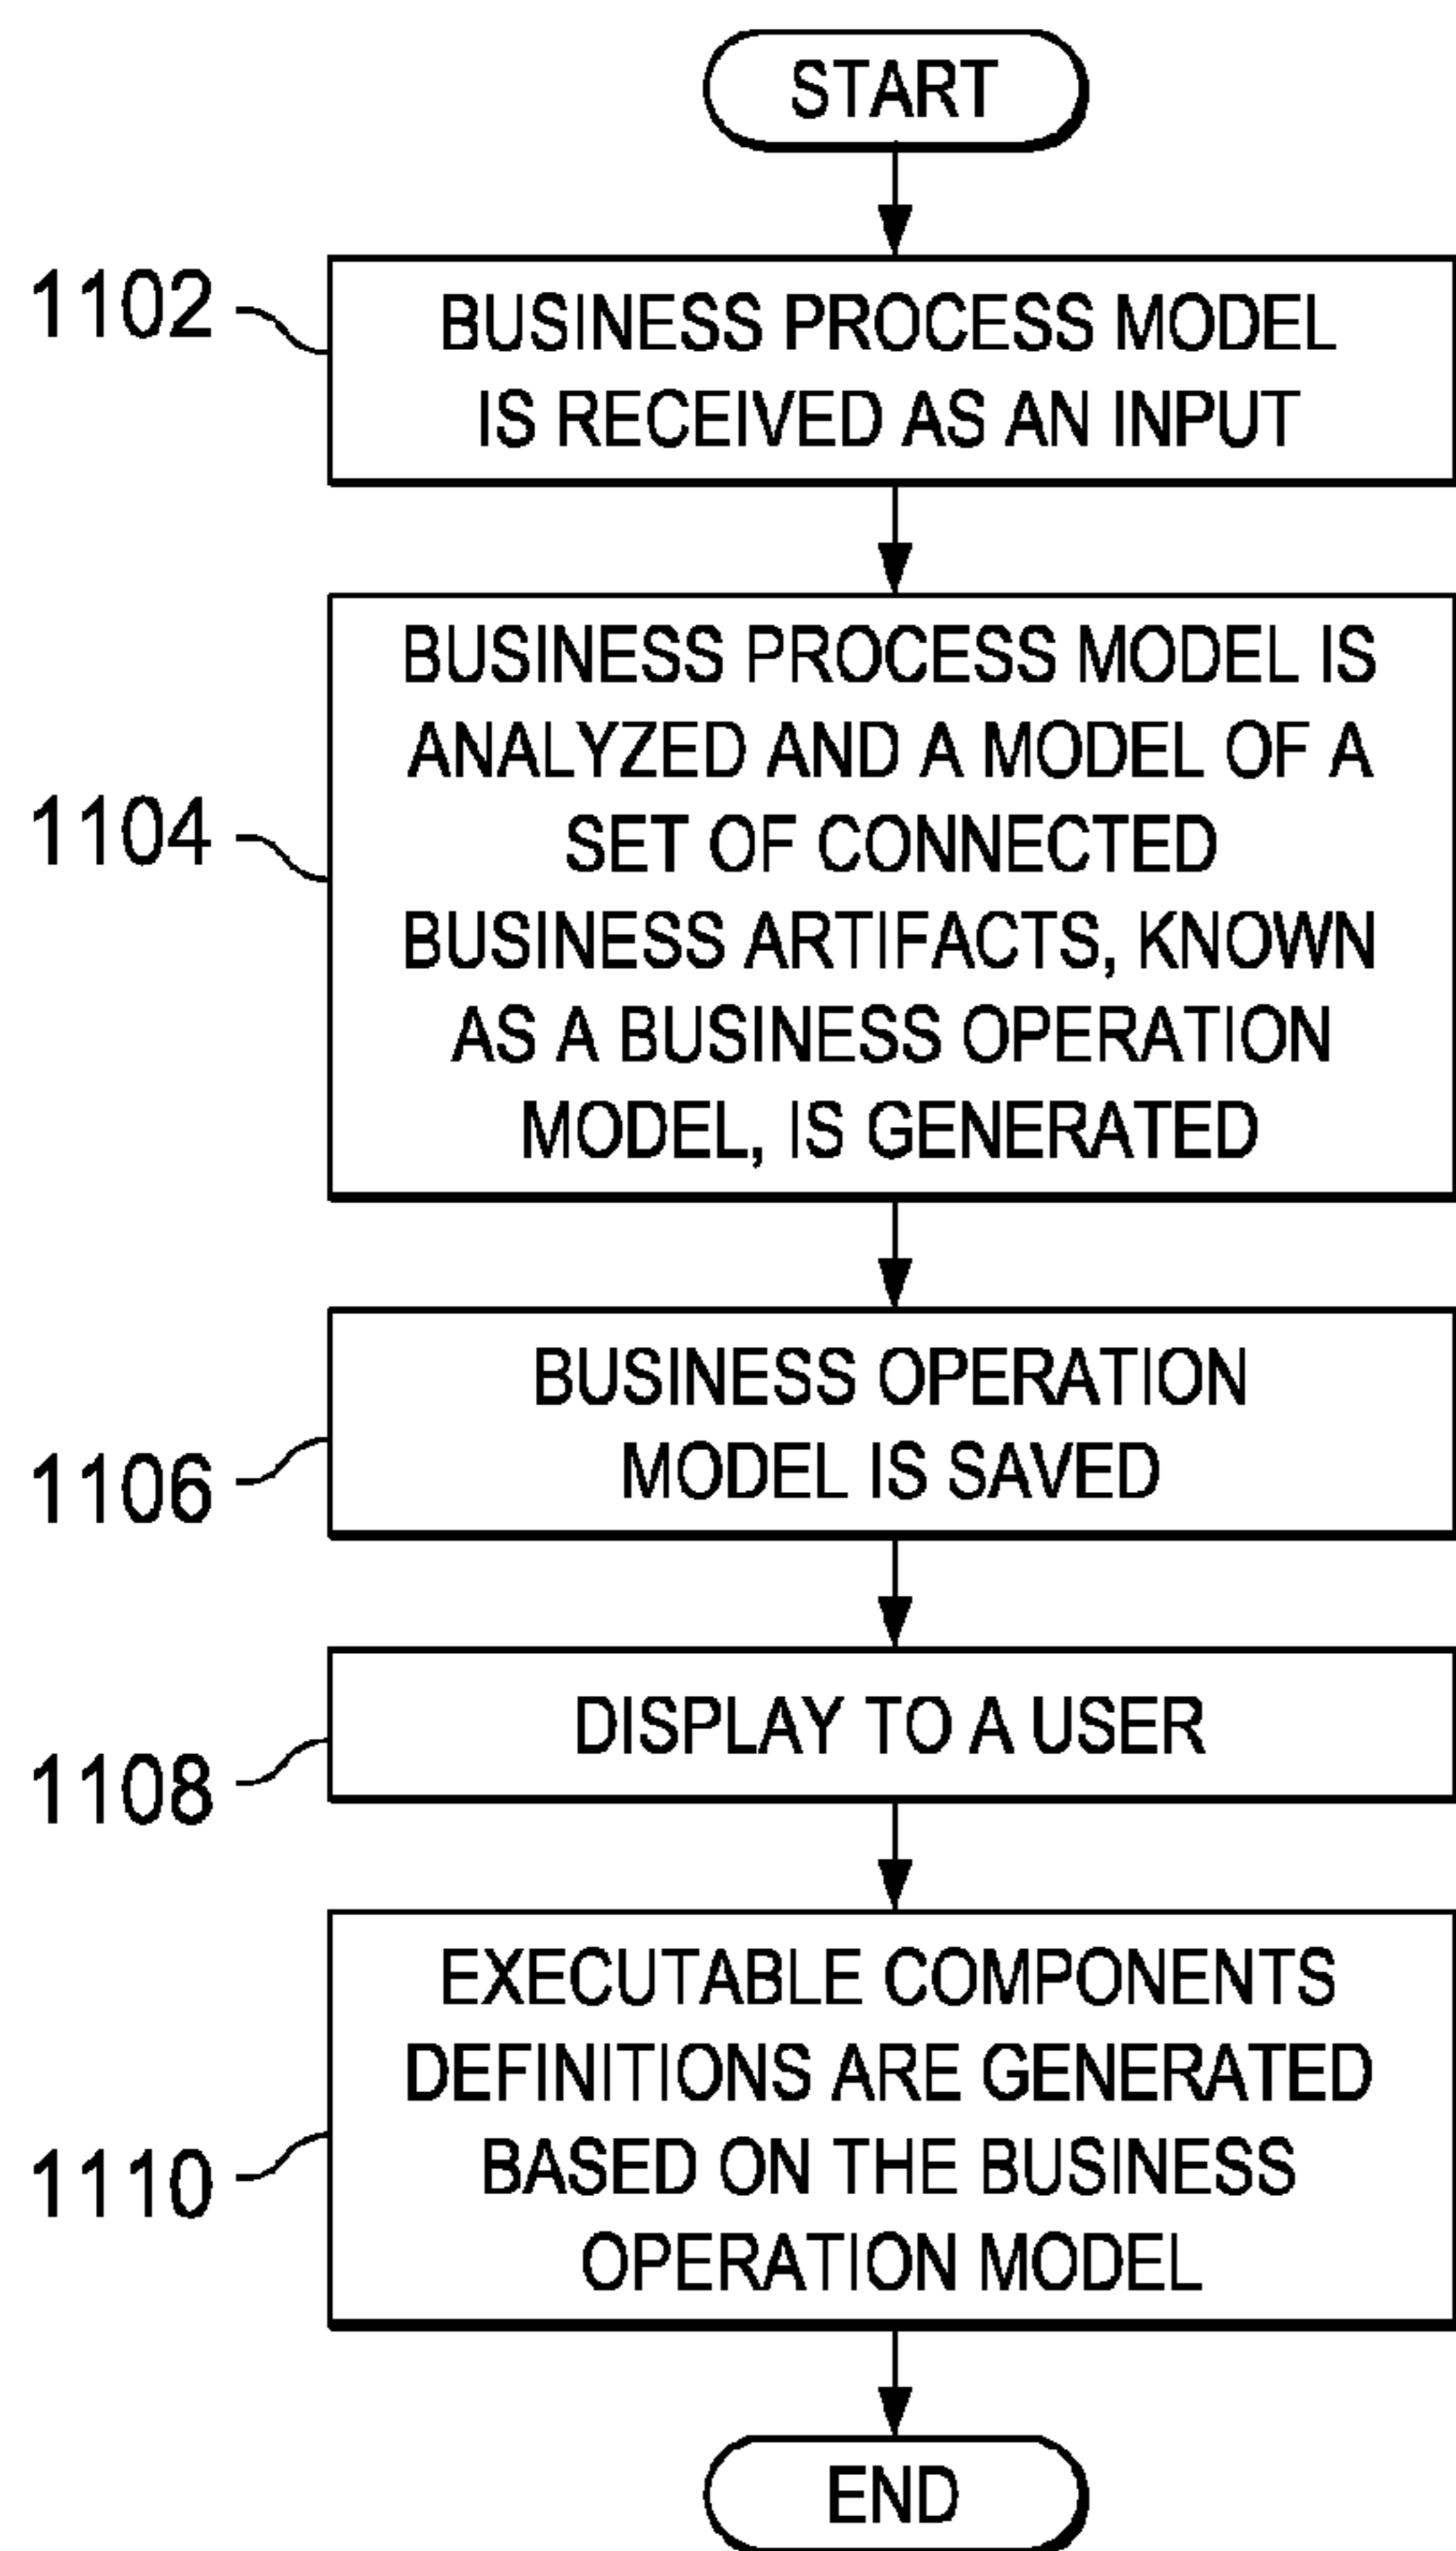 START
1102
BUSINESS PROCESS MODEL
IS RECEIVED AS AN INPUT
1104
BUSINESS PROCESS MODEL IS
ANALYZED AND A MODEL OF A
SET OF CONNECTED
BUSINESS ARTIFACTS, KNOWN
AS A BUSINESS OPERATION
MODEL, IS GENERATED
1106
BUSINESS OPERATION
MODEL IS SAVED
1108
DISPLAY TO A USER
1110
EXECUTABLE COMPONENTS
DEFINITIONS ARE GENERATED
BASED ON THE BUSINESS
OPERATION MODEL
END